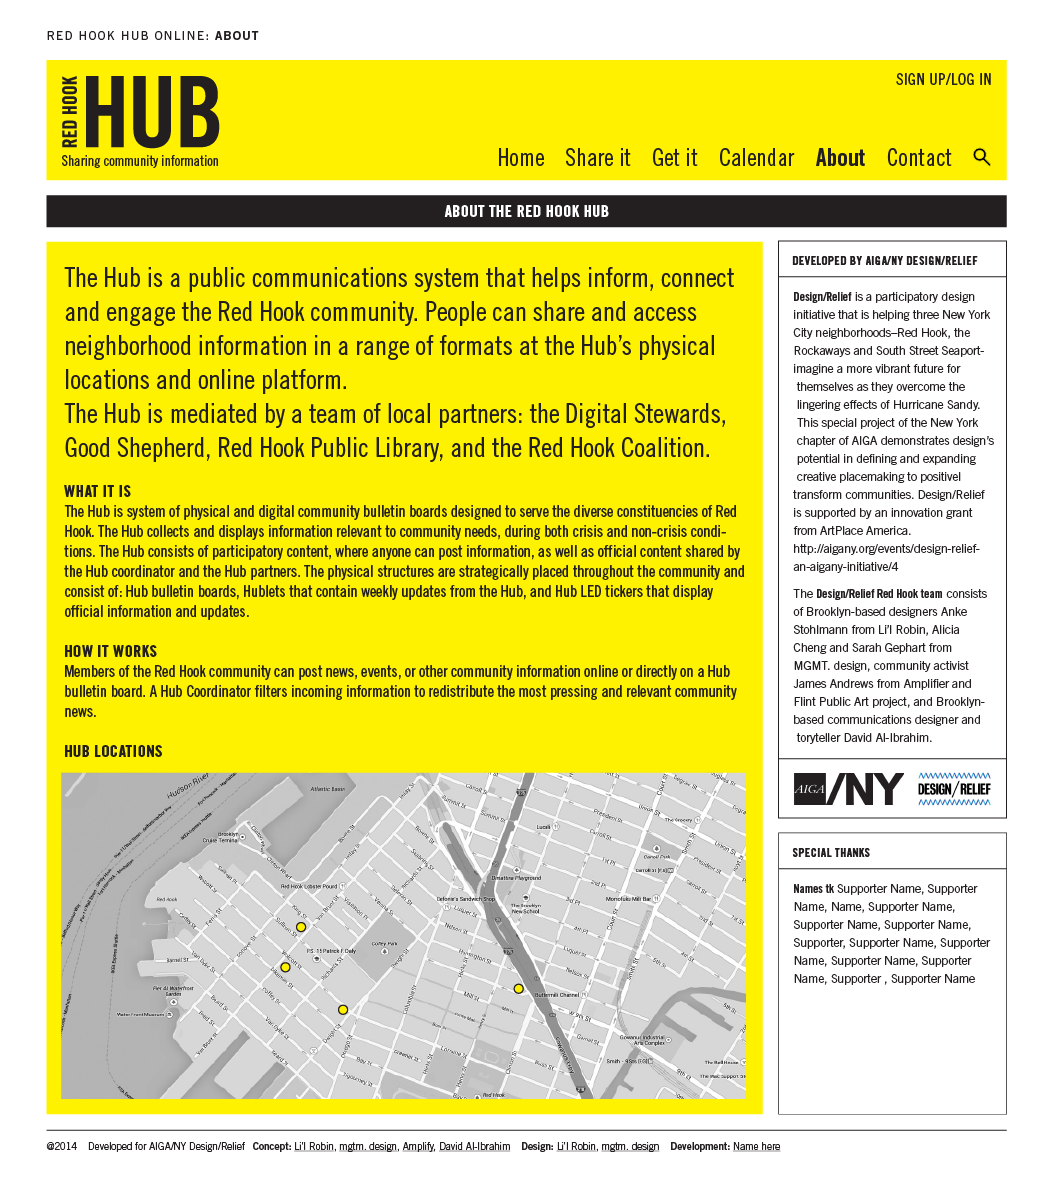 RED HOOK HUB ONLINE: ABOUT
RED HOOK
HUB
Sharing community information
SIGN UP/LOG IN
Home Share it Get it Calendar About Contact
ABOUT THE RED HOOK HUB
The Hub is a public communications system that helps inform, connect
and engage the Red Hook community. People can share and access
neighborhood information in a range of formats at the Hub's physical
locations and online platform.
The Hub is mediated by a team of local partners: the Digital Stewards,
Good Shepherd, Red Hook Public Library, and the Red Hook Coalition.
WHAT IT IS
The Hub is system of physical and digital community bulletin boards designed to serve the diverse constituencies of Red
Hook. The Hub collects and displays information relevant to community needs, during both crisis and non-crisis condi-
tions. The Hub consists of participatory content, where anyone can post information, as well as official content shared by
the Hub coordinator and the Hub partners. The physical structures are strategically placed throughout the community and
consist of: Hub bulletin boards, Hublets that contain weekly updates from the Hub, and Hub LED tickers that display
official information and updates.
HOW IT WORKS
Members of the Red Hook community can post news, events, or other community information online or directly on a Hub
bulletin board. A Hub Coordinator filters incoming information to redistribute the most pressing and relevant community
news.
HUB LOCATIONS
Hudson River
Atlantic Basin
Brooklyn
Cruise Terminal
Red Hook Lobster Pound
Red Hook
P.S. 15 Patrick F. Daly
Coffey Park
Pier 44 Waterfront
Garden
Waterfront Museum
Defonte's Sandwich Shop
Dimattina Playground
The Brooklyn
New School
Lucali
Carroll Park
Monofuku Milk Bar
Buttermilk Channel
Gowanus Industrial
Arts Complex
The Bell House
Red Hook
DEVELOPED BY AIGA/NY DESIGN/RELIEF
Design/Relief is a participatory design
initiative that is helping three New York
City neighborhoods–Red Hook, the
Rockaways and South Street Seaport-
imagine a more vibrant future for
themselves as they overcome the
lingering effects of Hurricane Sandy.
This special project of the New York
chapter of AIGA demonstrates design's
potential in defining and expanding
creative placemaking to positivel
transform communities. Design/Relief
is supported by an innovation grant
from ArtPlace America.
http://aigany.org/events/design-relief-
an-aigany-initiative/4
The Design/Relief Red Hook team consists
of Brooklyn-based designers Anke
Stohlmann from Li'l Robin, Alicia
Cheng and Sarah Gephart from
MGMT. design, community activist
James Andrews from Amplifier and
Flint Public Art project, and Brooklyn-
based communications designer and
toryteller David Al-Ibrahim.
AIGA/NY
DESIGN/RELIEF
SPECIAL THANKS
Names tk Supporter Name, Supporter
Name, Name, Supporter Name,
Supporter Name, Supporter Name,
Supporter, Supporter Name, Supporter
Name, Supporter Name, Supporter
Name, Supporter , Supporter Name
@2014 Developed for AIGA/NY Design/Relief Concept: Li'l Robin, mgtm. design, Amplify, David Al-Ibrahim Design: Li'l Robin, mgtm. design Development: Name here